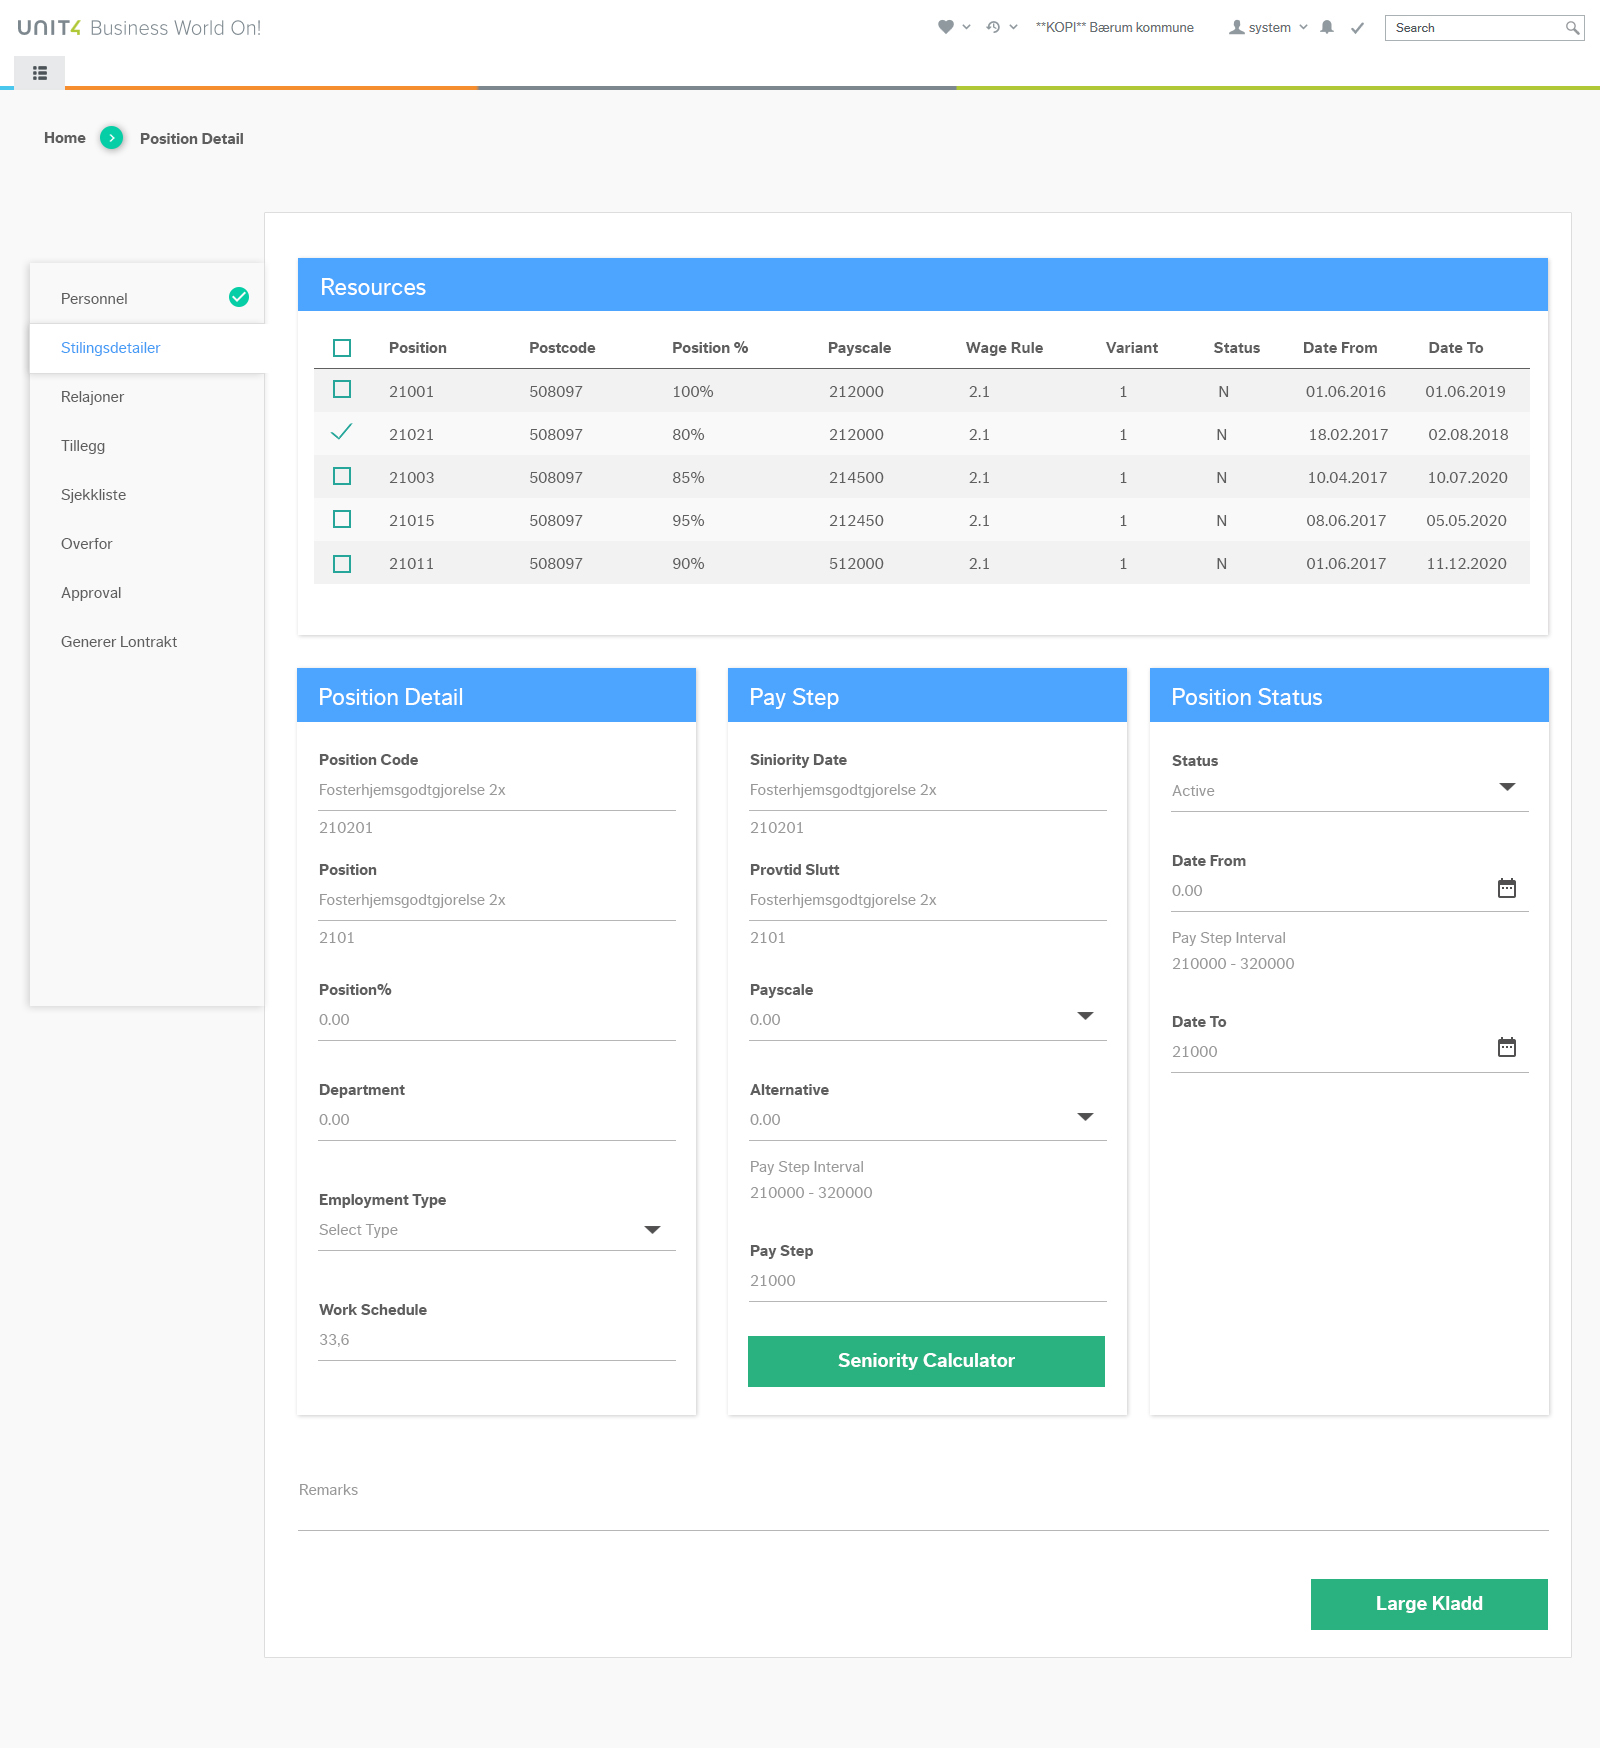 UNIT4 Business World On!
**KOPI** Bærum kommune
system
Search
Home
Position Detail
Personnel
Stilingsdetailer
Relajoner
Tillegg
Sjekkliste
Overfor
Approval
Generer Lontrakt
Resources
Position Postcode Position % Payscale Wage Rule Variant Status Date From Date To
21001 508097 100% 212000 2.1 1 N 01.06.2016 01.06.2019
21021 508097 80% 212000 2.1 1 N 18.02.2017 02.08.2018
21003 508097 85% 214500 2.1 1 N 10.04.2017 10.07.2020
21015 508097 95% 212450 2.1 1 N 08.06.2017 05.05.2020
21011 508097 90% 512000 2.1 1 N 01.06.2017 11.12.2020
Position Detail
Position Code
Fosterhjemsgodtgjorelse 2x
210201
Position
Fosterhjemsgodtgjorelse 2x
2101
Position%
0.00
Department
0.00
Employment Type
Select Type
Work Schedule
33,6
Pay Step
Siniority Date
Fosterhjemsgodtgjorelse 2x
210201
Provtid Slutt
Fosterhjemsgodtgjorelse 2x
2101
Payscale
0.00
Alternative
0.00
Pay Step Interval
210000 - 320000
Pay Step
21000
Seniority Calculator
Position Status
Status
Active
Date From
0.00
Pay Step Interval
210000 - 320000
Date To
21000
Remarks
Large Kladd